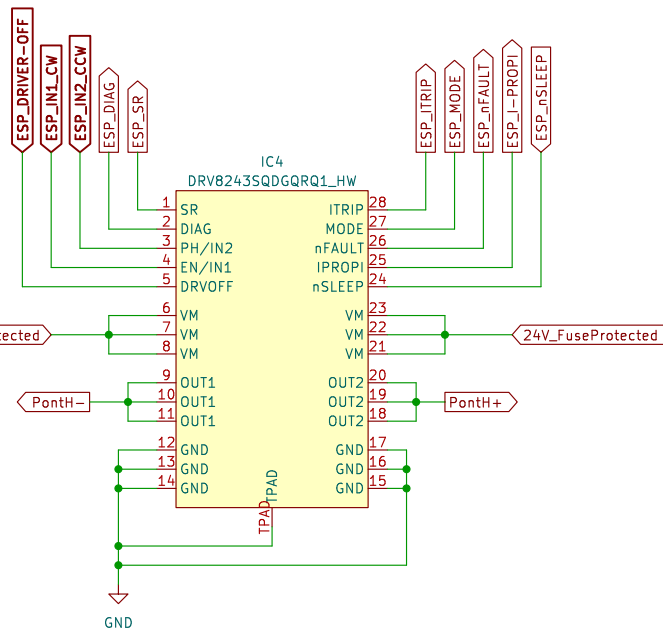 ESP_DRIVER-OFF
ESP_IN1_CW
ESP_IN2_CCW
ESP_DIAG
ESP_SR
ESP_ITRIP
ESP_MODE
ESP_nFAULT
ESP_I-PROPI
ESP_nSLEEP
IC4
DRV8243SQDGQRQ1_HW
1 SR ITRIP 28
2 DIAG MODE 27
3 PH/IN2 nFAULT 26
4 EN/IN1 IPROPI 25
5 DRVOFF nSLEEP 24
6 VM VM 23
tected 7 VM VM 22 24V_FuseProtected
8 VM VM 21
9 OUT1 OUT2 20
PontH- 10 OUT1 OUT2 19 PontH+
11 OUT1 OUT2 18
12 GND GND 17
13 GND GND 16
14 GND GND 15
TPAD
TPAD
GND